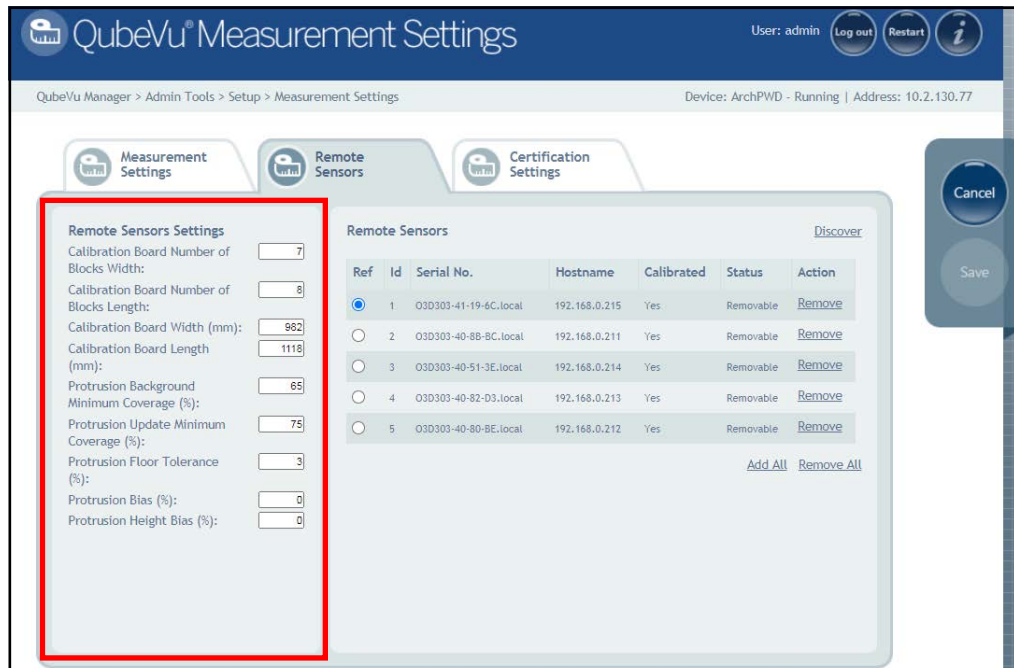 QubeVu® Measurement Settings
User: admin
Log out
Restart
i
QubeVu Manager > Admin Tools > Setup > Measurement Settings
Device: ArchPWD - Running | Address: 10.2.130.77
Measurement
Settings
Remote
Sensors
Certification
Settings
Cancel
Save
Remote Sensors Settings
Calibration Board Number of
Blocks Width:
7
Calibration Board Number of
Blocks Length:
8
Calibration Board Width (mm):
982
Calibration Board Length
(mm):
1118
Protrusion Background
Minimum Coverage (%):
65
Protrusion Update Minimum
Coverage (%):
75
Protrusion Floor Tolerance
(%):
3
Protrusion Bias (%):
0
Protrusion Height Bias (%):
0
Remote Sensors
Discover
Ref Id Serial No. Hostname Calibrated Status Action
1 O3D303-41-19-6C.local 192.168.0.215 Yes Removable Remove
2 O3D303-40-8B-BC.local 192.168.0.211 Yes Removable Remove
3 O3D303-40-51-3E.local 192.168.0.214 Yes Removable Remove
4 O3D303-40-82-D3.local 192.168.0.213 Yes Removable Remove
5 O3D303-40-80-BE.local 192.168.0.212 Yes Removable Remove
Add All Remove All